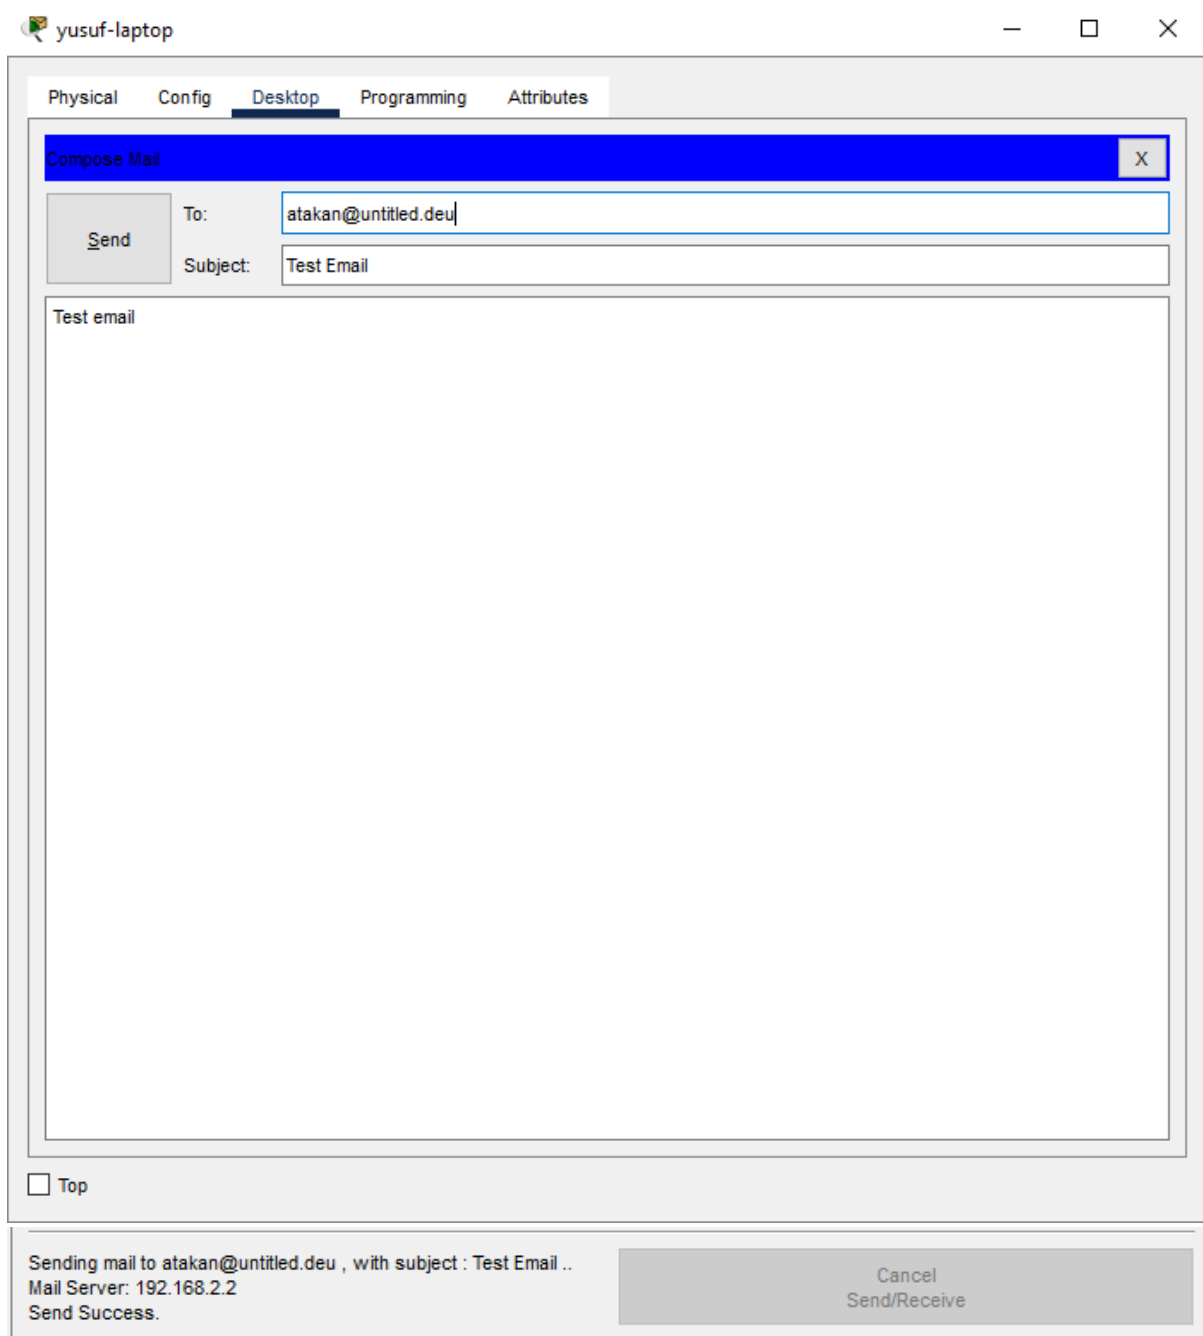 yusuf-laptop
Physical Config Desktop Programming Attributes
Compose Mail X
Send
To: atakan@untitled.deu
Subject: Test Email
Test email
Top
Sending mail to atakan@untitled.deu , with subject : Test Email ..
Mail Server: 192.168.2.2
Send Success.
Cancel
Send/Receive